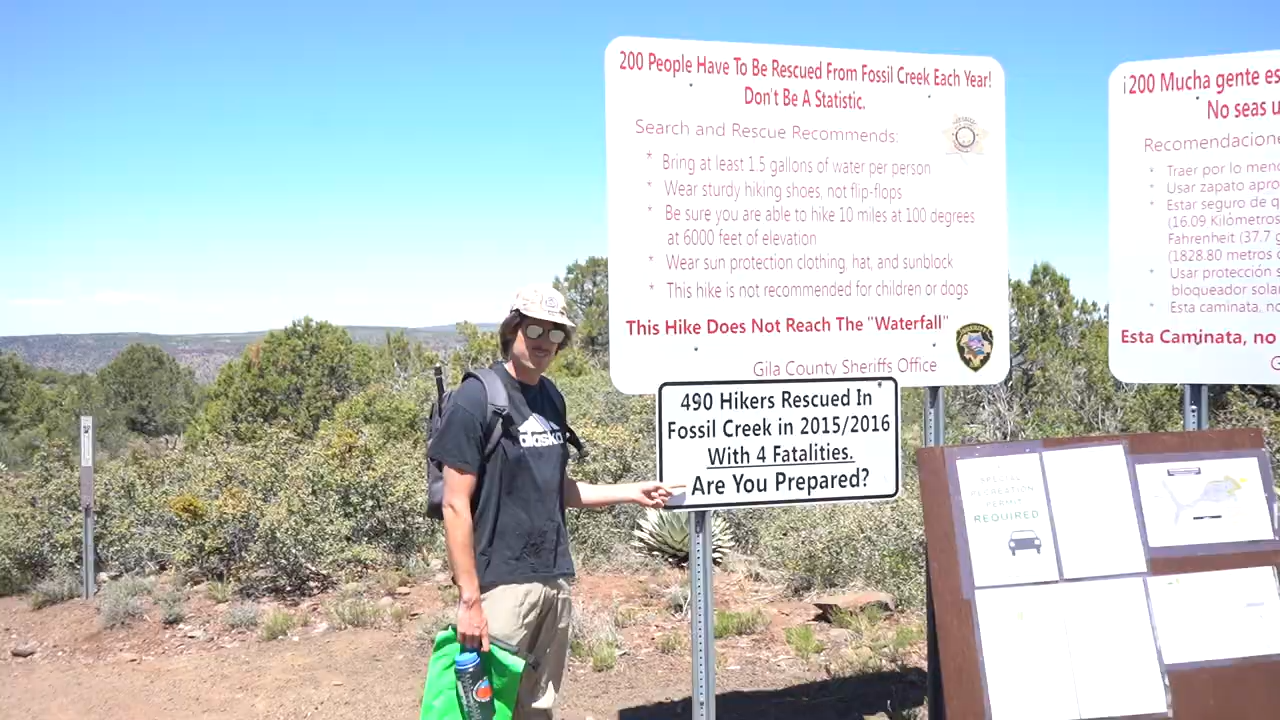 200 People Have To Be Rescued From Fossil Creek Each Year!
Don't Be A Statistic.
Search and Rescue Recommends:
* Bring at least 1.5 gallons of water per person
* Wear sturdy hiking shoes, not flip-flops
* Be sure you are able to hike 10 miles at 100 degrees
at 6000 feet of elevation
* Wear sun protection clothing, hat, and sunblock
* This hike is not recommended for children or dogs
This Hike Does Not Reach The "Waterfall"
Gila County Sheriffs Office
490 Hikers Rescued In
Fossil Creek in 2015/2016
With 4 Fatalities.
Are You Prepared?
¡200 Mucha gente es
No seas u
Recomendacione
* Traer por lo meno
* Usar zapato apro
* Estar seguro de q
(16.09 Kilómetros
Fahrenheit (37.7 g
(1828.80 metros d
* Usar protección s
bloqueador sola
* Esta caminata, no
Esta Caminata, no
G
SPECIAL
RECREATION
PERMIT
REQUIRED
alaska